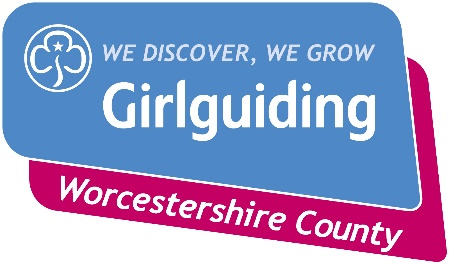 WE DISCOVER, WE GROW
Girlguiding
Worcestershire County